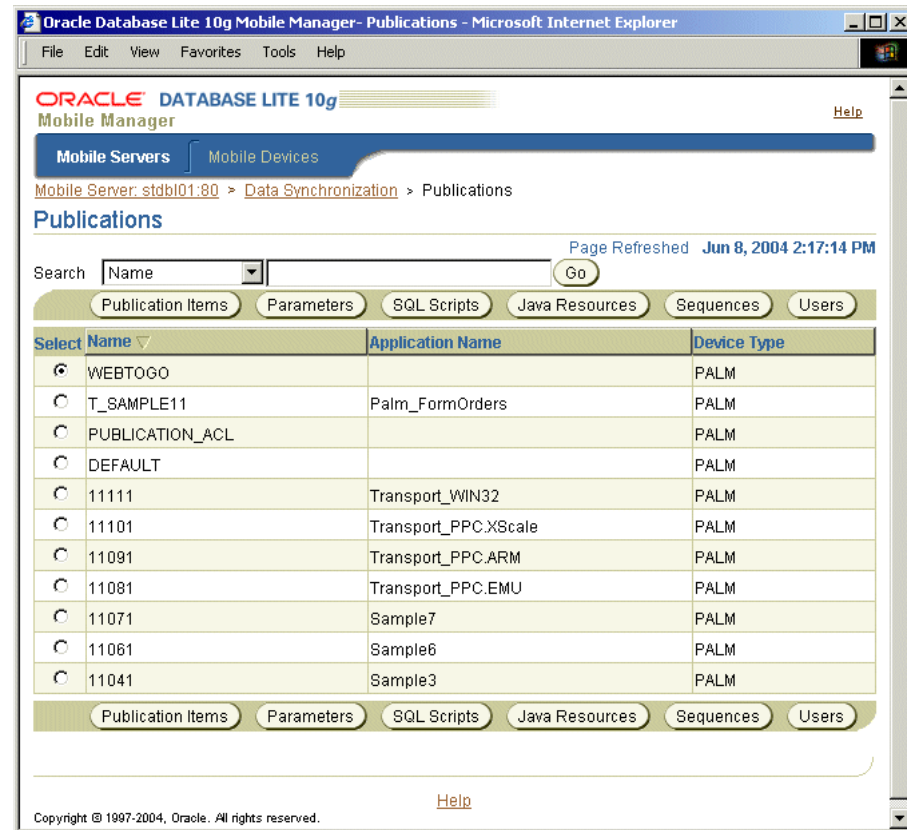 Oracle Database Lite 10g Mobile Manager- Publications - Microsoft Internet Explorer
File Edit View Favorites Tools Help
ORACLE DATABASE LITE 10g
Mobile Manager
Help
Mobile Servers Mobile Devices
Mobile Server: stdbl01:80 > Data Synchronization > Publications
Publications
Page Refreshed Jun 8, 2004 2:17:14 PM
Search Name Go
Publication Items Parameters SQL Scripts Java Resources Sequences Users
Select Name Application Name Device Type
WEBTOGO PALM
T_SAMPLE11 Palm_FormOrders PALM
PUBLICATION_ACL PALM
DEFAULT PALM
11111 Transport_WIN32 PALM
11101 Transport_PPC.XScale PALM
11091 Transport_PPC.ARM PALM
11081 Transport_PPC.EMU PALM
11071 Sample7 PALM
11061 Sample6 PALM
11041 Sample3 PALM
Publication Items Parameters SQL Scripts Java Resources Sequences Users
Help
Copyright © 1997-2004, Oracle. All rights reserved.